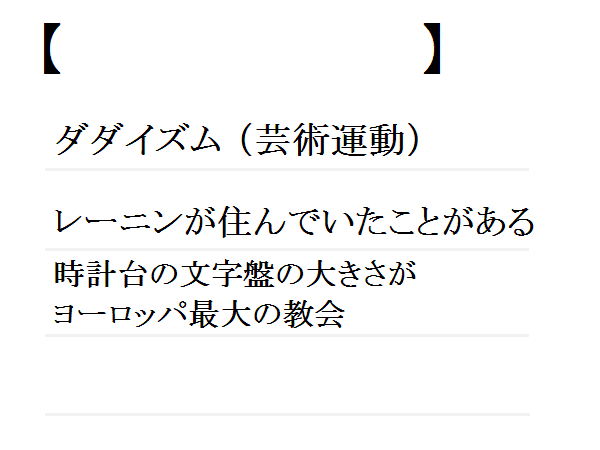 【 】
ダダイズム（芸術運動）
レーニンが住んでいたことがある
時計台の文字盤の大きさが
ヨーロッパ最大の教会